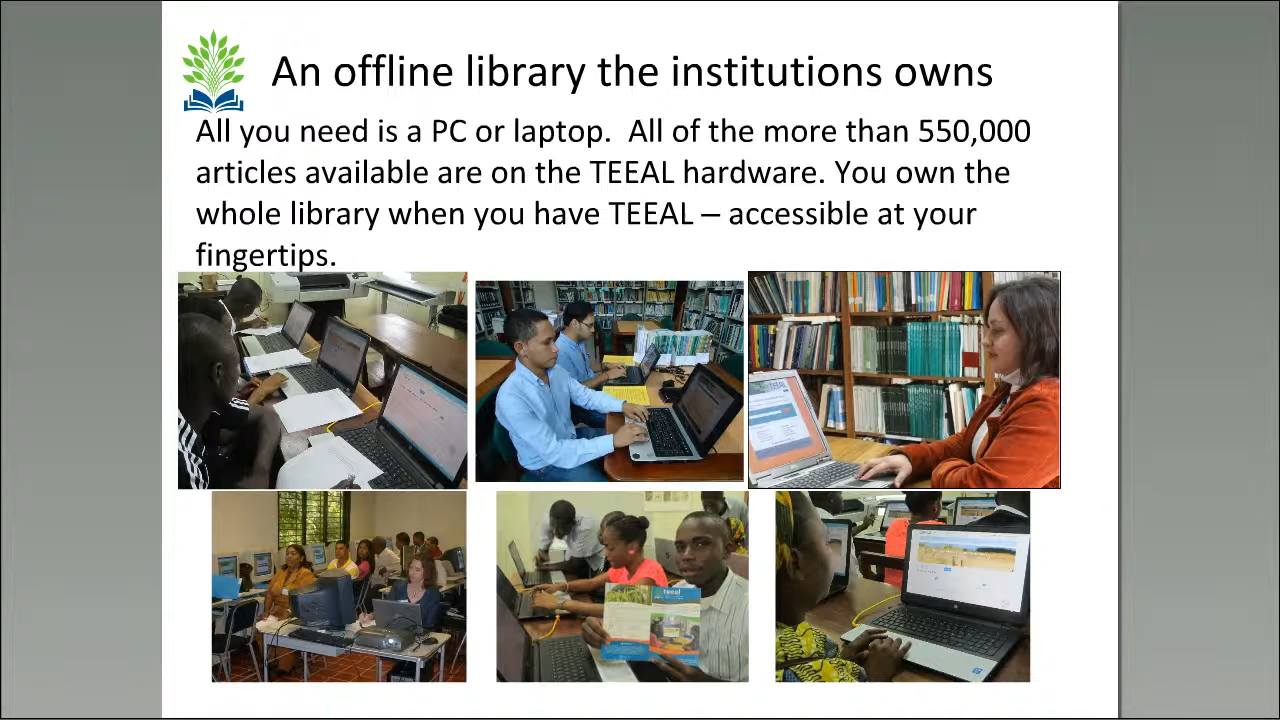 An offline library the institutions owns
All you need is a PC or laptop.  All of the more than 550,000
articles available are on the TEEAL hardware. You own the
whole library when you have TEEAL – accessible at your
fingertips.
teeal